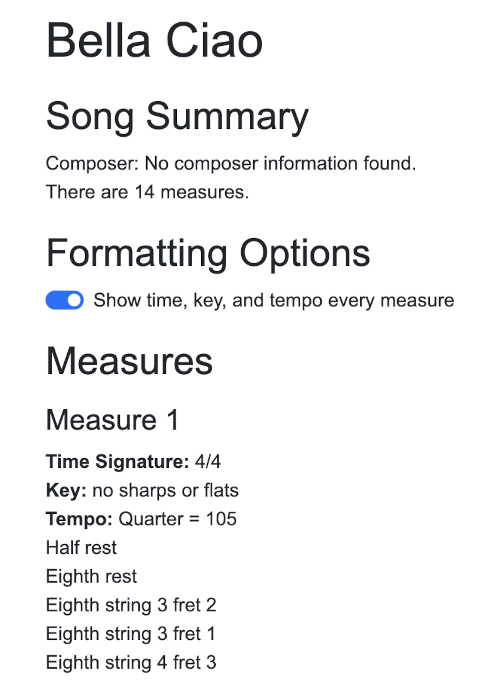 Bella Ciao
Song Summary
Composer: No composer information found.
There are 14 measures.
Formatting Options
Show time, key, and tempo every measure
Measures
Measure 1
Time Signature: 4/4
Key: no sharps or flats
Tempo: Quarter = 105
Half rest
Eighth rest
Eighth string 3 fret 2
Eighth string 3 fret 1
Eighth string 4 fret 3